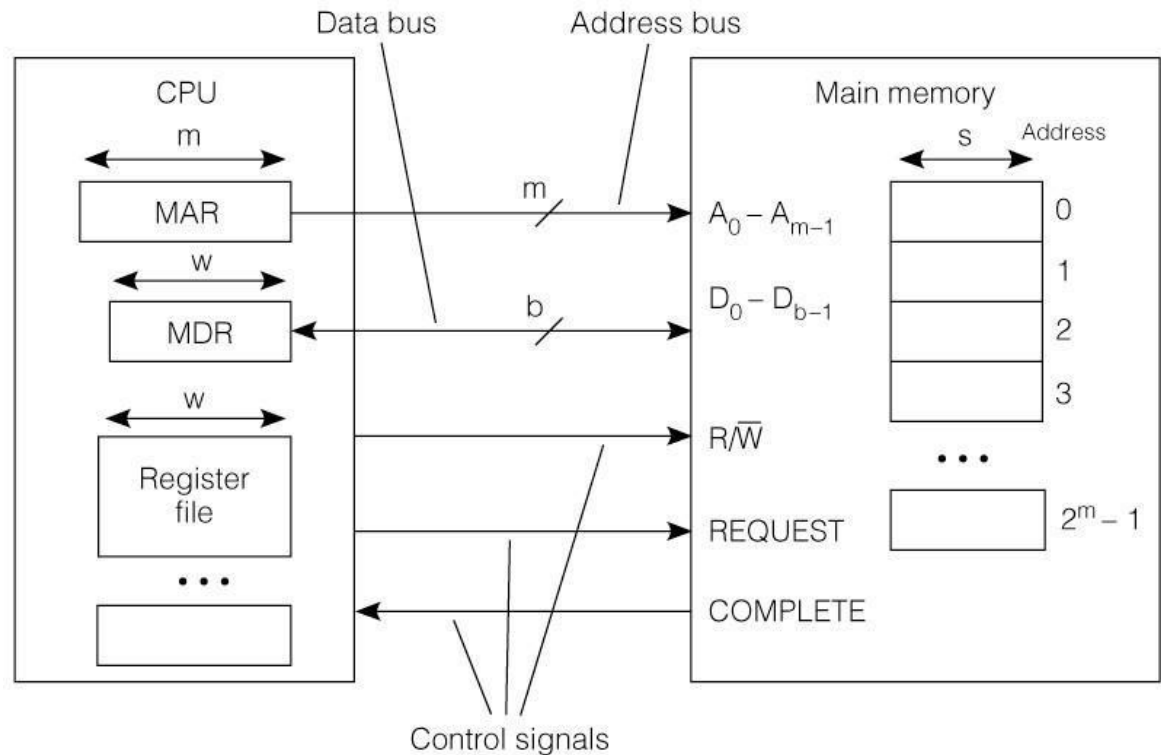 Data bus
Address bus
CPU
m
MAR
w
MDR
w
Register
file
• • •
m
b
Main memory
s
Address
A₀ – Aₘ₋₁
D₀ – D_b₋₁
R/W̅
REQUEST
COMPLETE
0
1
2
3
• • •
2ᵐ – 1
Control signals